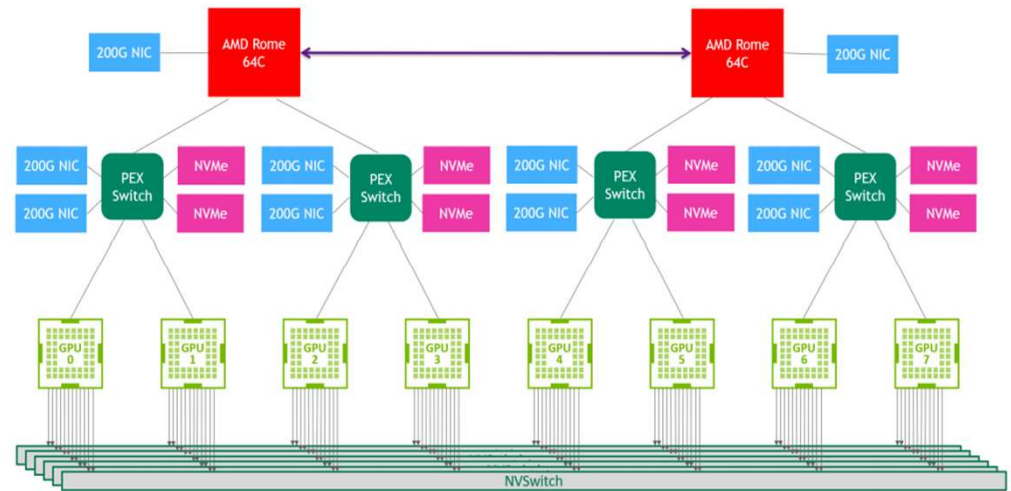 200G NIC
AMD Rome
64C
AMD Rome
64C
200G NIC
200G NIC
200G NIC
PEX
Switch
NVMe
NVMe
200G NIC
200G NIC
PEX
Switch
NVMe
NVMe
200G NIC
200G NIC
PEX
Switch
NVMe
NVMe
200G NIC
200G NIC
PEX
Switch
NVMe
NVMe
GPU
0
GPU
1
GPU
2
GPU
3
GPU
4
GPU
5
GPU
6
GPU
7
NVSwitch